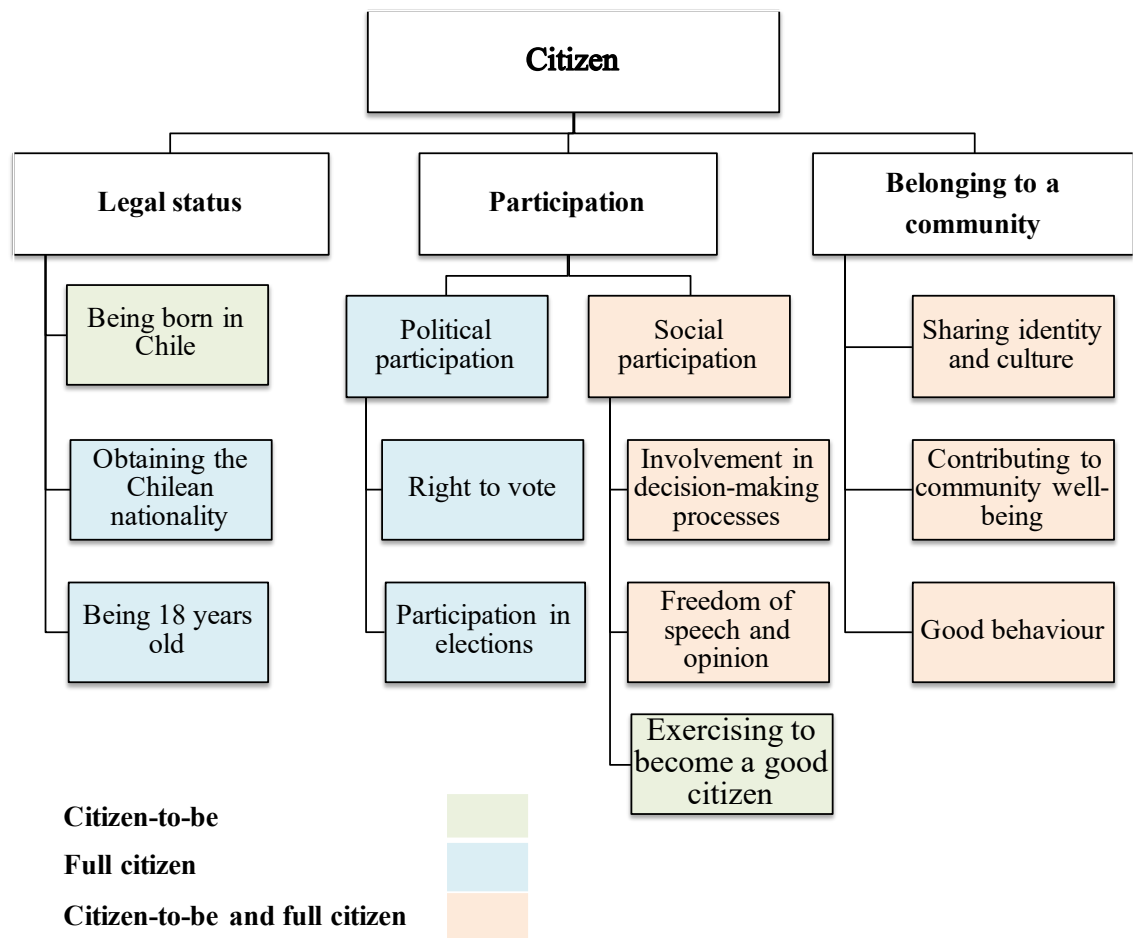 Citizen
Legal status
Participation
Belonging to a
community
Being born in
Chile
Obtaining the
Chilean
nationality
Being 18 years
old
Political
participation
Right to vote
Participation in
elections
Social
participation
Involvement in
decision-making
processes
Freedom of
speech and
opinion
Exercising to
become a good
citizen
Sharing identity
and culture
Contributing to
community well-
being
Good behaviour
Citizen-to-be
Full citizen
Citizen-to-be and full citizen